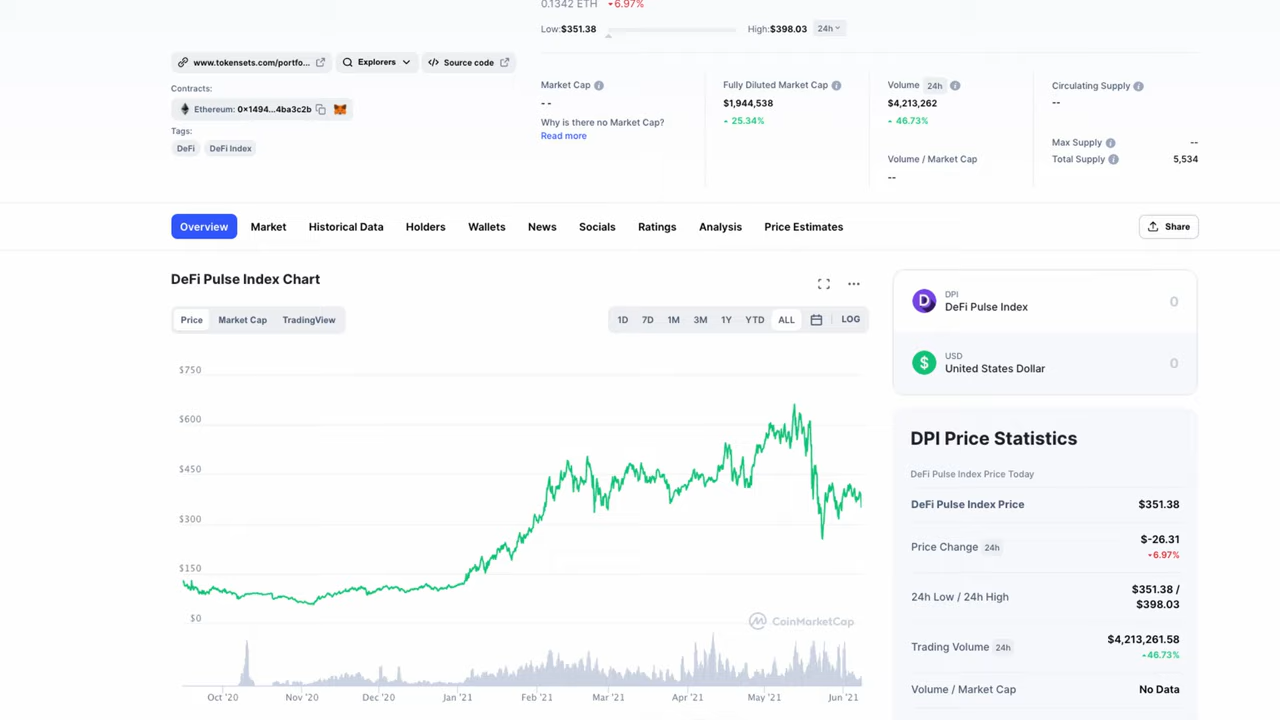 0.1342 ETH 6.97%
Low:$351.38 High:$398.03 24h
www.tokensets.com/portfo... Explorers Source code
Contracts:
Ethereum: 0x1494...4ba3c2b
Tags:
DeFi DeFi Index
Market Cap
--
Why is there no Market Cap?
Read more
Fully Diluted Market Cap
$1,944,538
25.34%
Volume 24h
$4,213,262
46.73%
Volume / Market Cap
--
Circulating Supply
--
Max Supply --
Total Supply 5,534
Overview Market Historical Data Holders Wallets News Socials Ratings Analysis Price Estimates Share
DeFi Pulse Index Chart
Price Market Cap TradingView 1D 7D 1M 3M 1Y YTD ALL LOG
$750
$600
$450
$300
$150
$0
CoinMarketCap
Oct '20 Nov '20 Dec '20 Jan '21 Feb '21 Mar '21 Apr '21 May '21 Jun '21
DPI
DeFi Pulse Index 0
USD
United States Dollar 0
DPI Price Statistics
DeFi Pulse Index Price Today
DeFi Pulse Index Price $351.38
Price Change 24h $-26.31
6.97%
24h Low / 24h High $351.38 /
$398.03
Trading Volume 24h $4,213,261.58
46.73%
Volume / Market Cap No Data